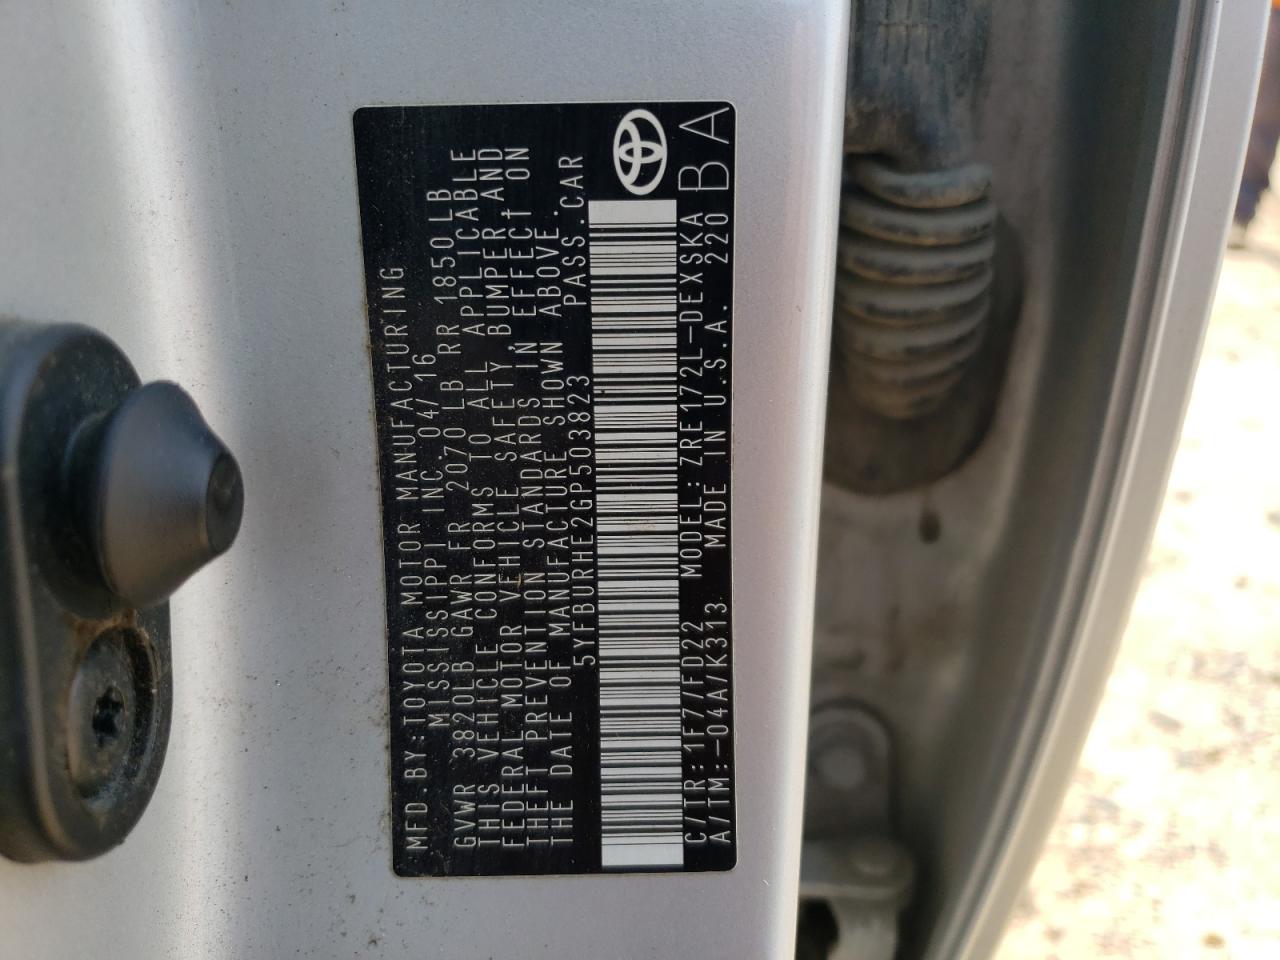 MFD.BY:TOYOTA MOTOR MANUFACTURING
MISSISSIPPI INC 04/16
GVWR 3820LB GAWR FR 2070LB RR 1850LB
THIS VEHICLE CONFORMS TO ALL APPLICABLE
FEDERAL MOTOR VEHICLE SAFETY BUMPER,AND
THEFT PREVENTION STANDARDS IN EFFECT ON
THE DATE OF MANUFACTURE SHOWN ABOVE.
5YFBURHE2GP503823 PASS.CAR
C/TR:1F7/FD22 MODEL:ZRE172L-DEXSKA BA
A/TM:-04A/K313 MADE IN U.S.A. 220